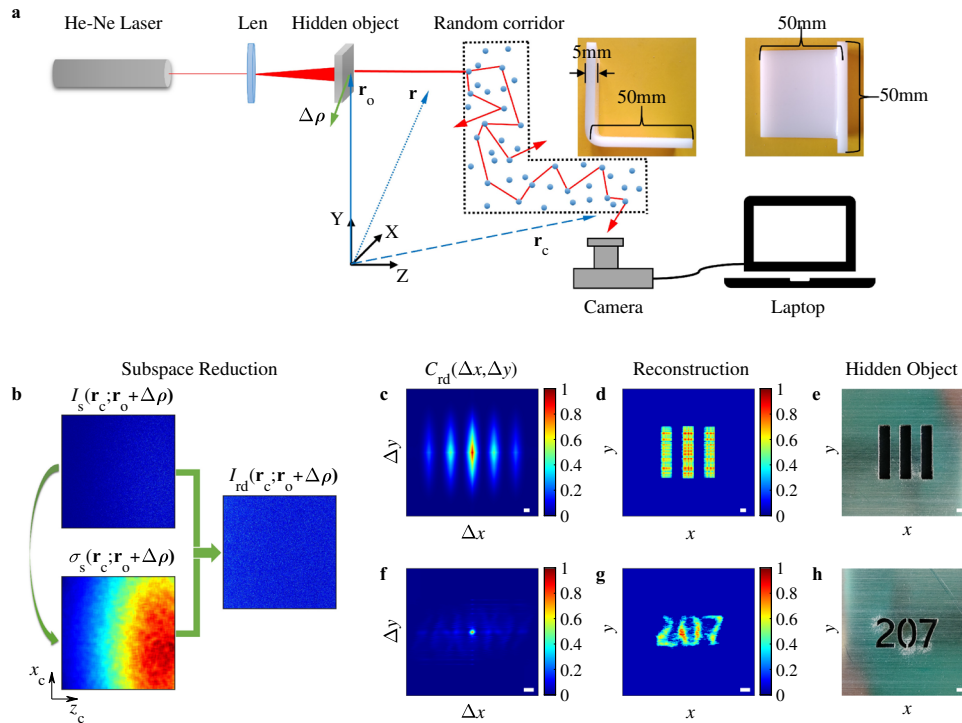 a
He-Ne Laser
Len
Hidden object
Random corridor
50mm
5mm
50mm
50mm
r_o
r
Δρ
Y
X
Z
r_c
Camera
Laptop
Subspace Reduction
C_rd(Δx,Δy)
Reconstruction
Hidden Object
b
I_s(r_c;r_o+Δρ)
I_rd(r_c;r_o+Δρ)
σ_s(r_c;r_o+Δρ)
x_c
z_c
c
Δy
Δx
1
0.8
0.6
0.4
0.2
0
d
y
x
1
0.8
0.6
0.4
0.2
0
e
y
x
f
Δy
Δx
1
0.8
0.6
0.4
0.2
0
g
y
207
x
1
0.8
0.6
0.4
0.2
0
h
y
207
x